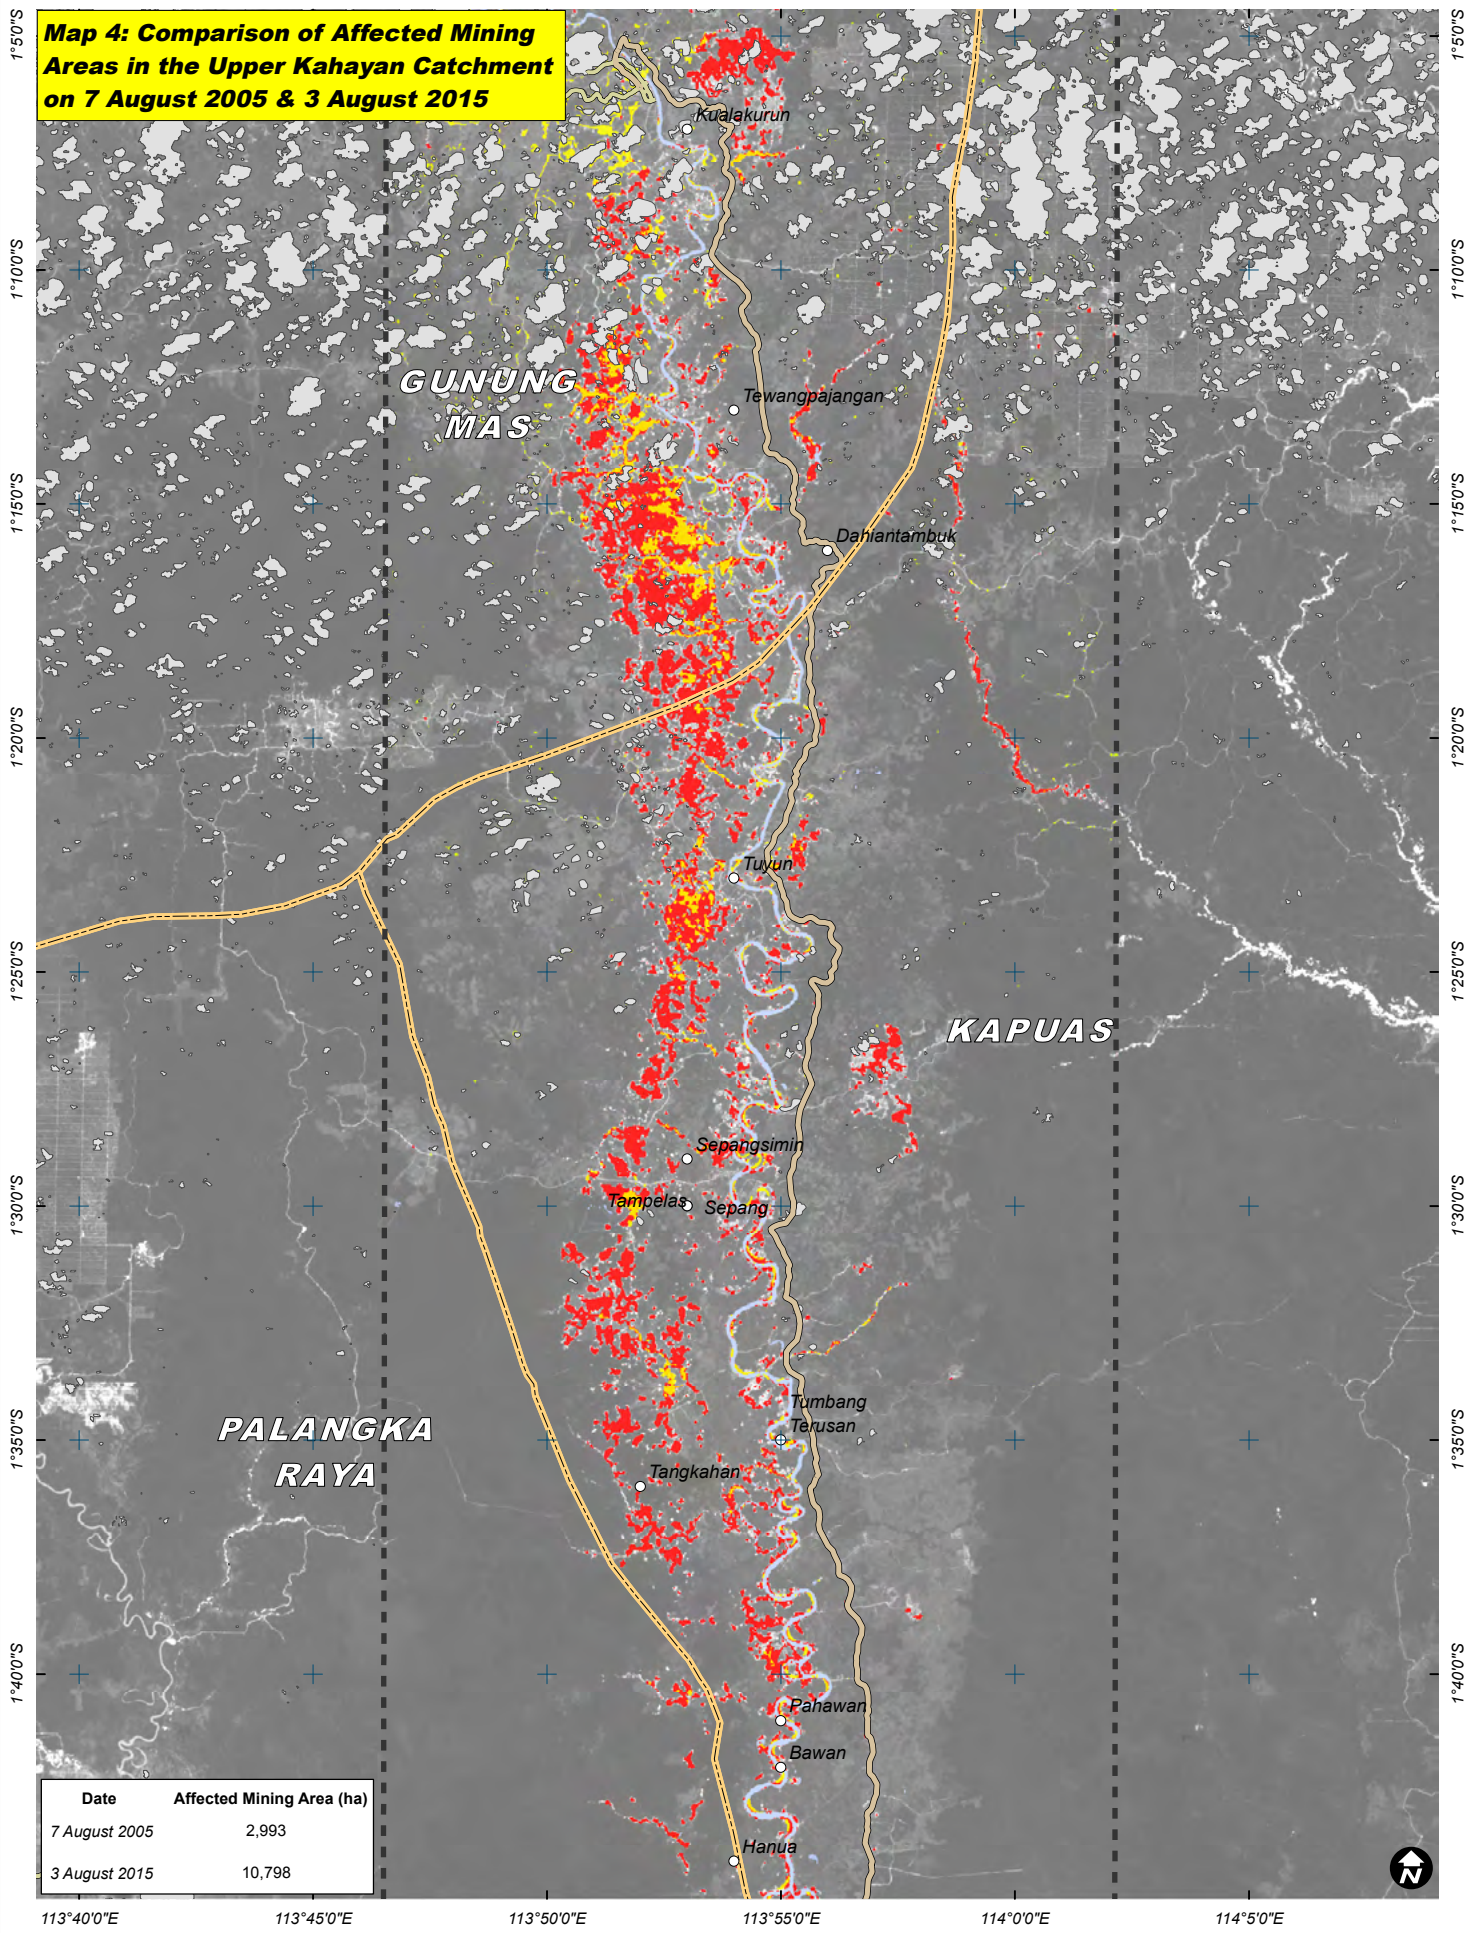 Map 4: Comparison of Affected Mining
Areas in the Upper Kahayan Catchment
on 7 August 2005 & 3 August 2015
1°5'0"S
1°5'0"S
Kualakurun
1°10'0"S
1°10'0"S
GUNUNG
MAS
Tewangpajangan
1°15'0"S
1°15'0"S
Dahiantambuk
1°20'0"S
1°20'0"S
Tuyun
1°25'0"S
1°25'0"S
KAPUAS
Sepangsimin
Tampelas
Sepang
1°30'0"S
1°30'0"S
Tumbang
Terusan
PALANGKA
RAYA
1°35'0"S
1°35'0"S
Tangkahan
1°40'0"S
1°40'0"S
Pahawan
Bawan
Hanua
Date Affected Mining Area (ha)
7 August 2005 2,993
3 August 2015 10,798
N
113°40'0"E 113°45'0"E 113°50'0"E 113°55'0"E 114°0'0"E 114°5'0"E